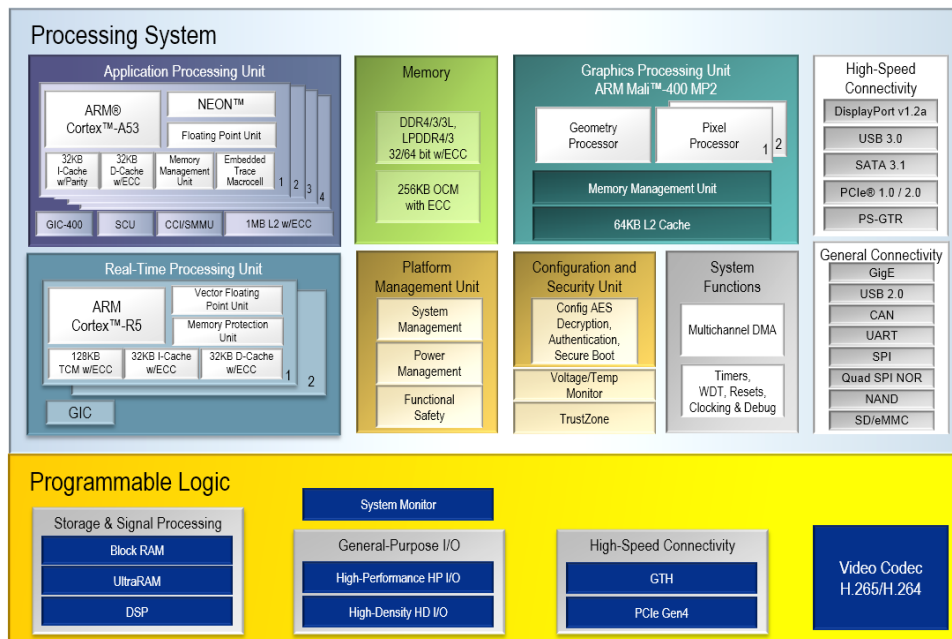 Processing System
Application Processing Unit
ARM®
Cortex™-A53
NEON™
Floating Point Unit
32KB
I-Cache
w/Parity
32KB
D-Cache
w/ECC
Memory
Management
Unit
Embedded
Trace
Macrocell
1
2
3
4
GIC-400
SCU
CCI/SMMU
1MB L2 w/ECC
Memory
DDR4/3/3L,
LPDDR4/3
32/64 bit w/ECC
256KB OCM
with ECC
Graphics Processing Unit
ARM Mali™-400 MP2
Geometry
Processor
Pixel
Processor
1
2
Memory Management Unit
64KB L2 Cache
High-Speed
Connectivity
DisplayPort v1.2a
USB 3.0
SATA 3.1
PCIe® 1.0 / 2.0
PS-GTR
Real-Time Processing Unit
ARM
Cortex™-R5
Vector Floating
Point Unit
Memory Protection
Unit
128KB
TCM w/ECC
32KB I-Cache
w/ECC
32KB D-Cache
w/ECC
1
2
GIC
Platform
Management Unit
System
Management
Power
Management
Functional
Safety
Configuration and
Security Unit
Config AES
Decryption,
Authentication,
Secure Boot
Voltage/Temp
Monitor
TrustZone
System
Functions
Multichannel DMA
Timers,
WDT, Resets,
Clocking & Debug
General Connectivity
GigE
USB 2.0
CAN
UART
SPI
Quad SPI NOR
NAND
SD/eMMC
Programmable Logic
Storage & Signal Processing
Block RAM
UltraRAM
DSP
System Monitor
General-Purpose I/O
High-Performance HP I/O
High-Density HD I/O
High-Speed Connectivity
GTH
PCIe Gen4
Video Codec
H.265/H.264